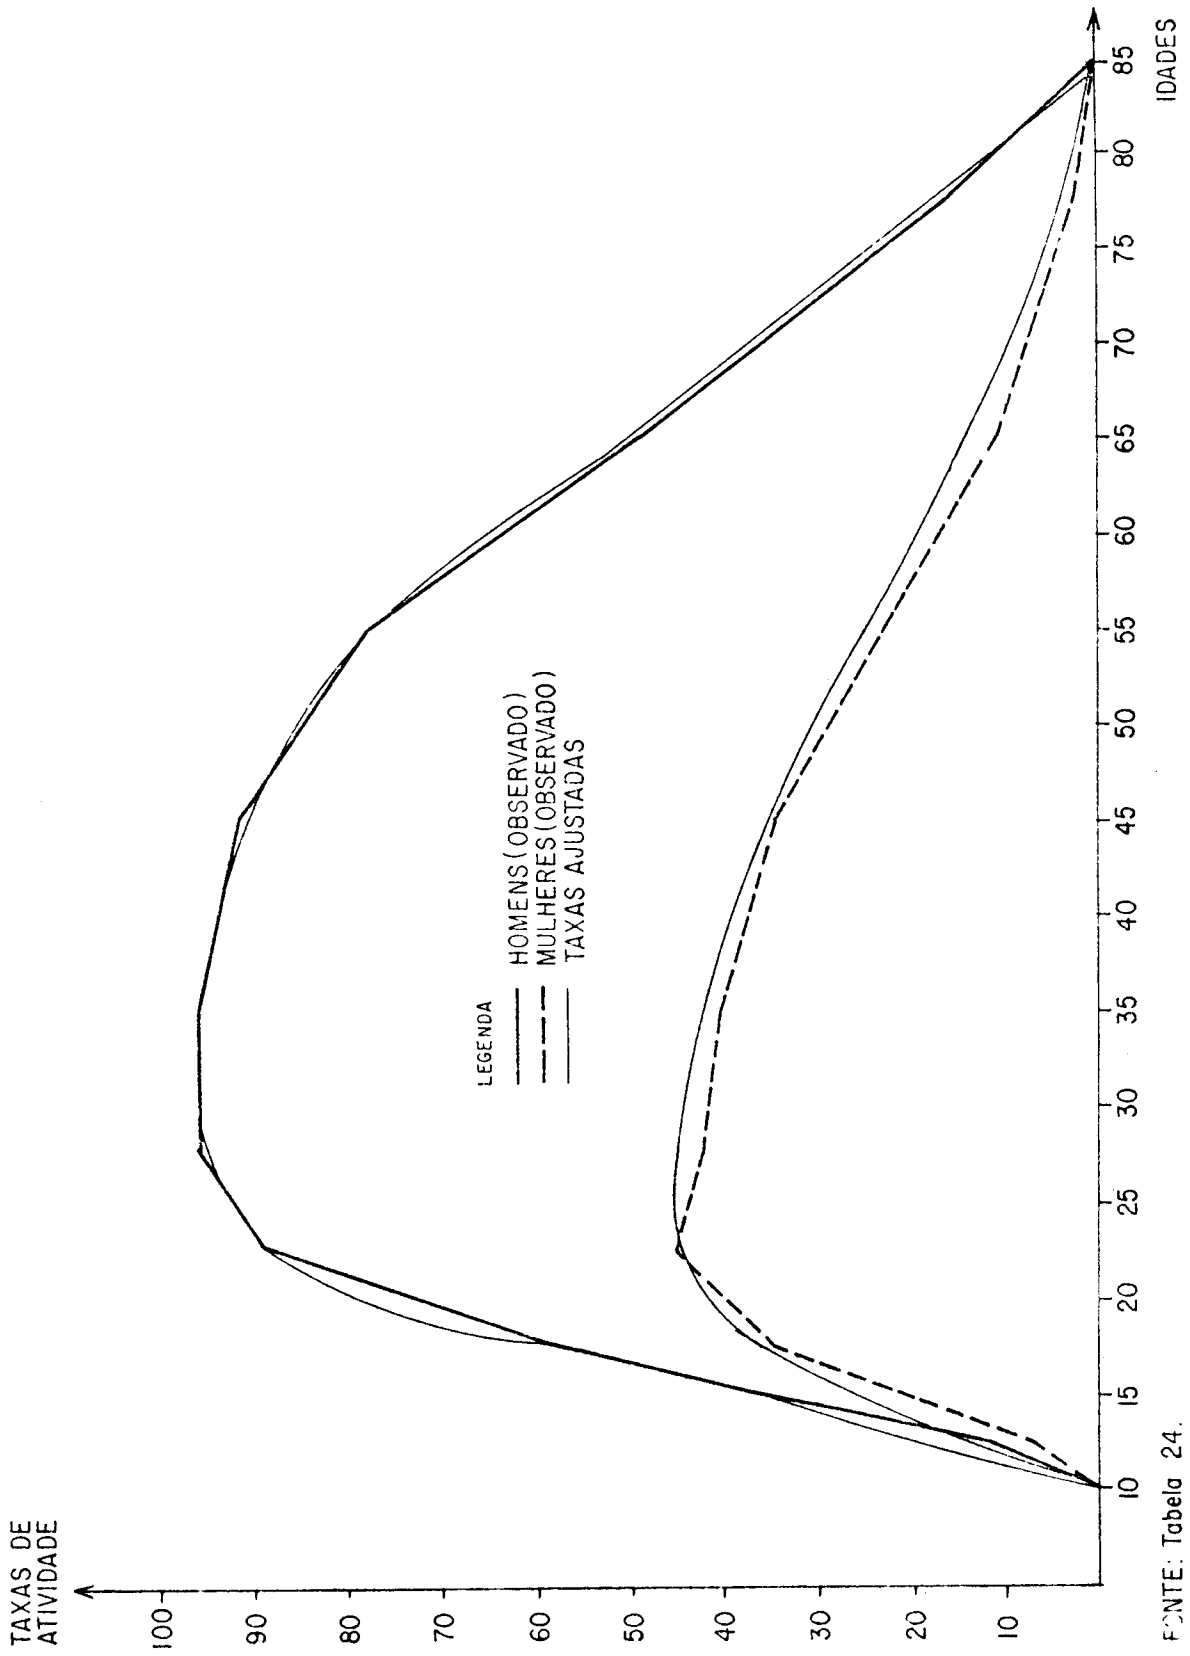 TAXAS DE
ATIVIDADE
100
90
80
70
60
50
40
30
20
10
LEGENDA
HOMENS (OBSERVADO)
MULHERES (OBSERVADO)
TAXAS AJUSTADAS
10 15 20 25 30 35 40 45 50 55 60 65 70 75 80 85
IDADES
FONTE: Tabela 24.